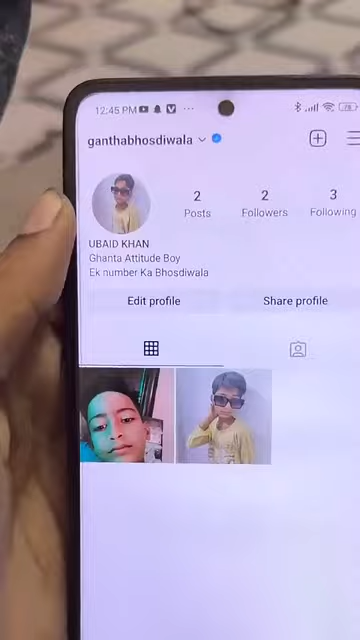 12:45 PM
78
ganthabhosdiwala
2
2
3
Posts
Followers
Following
UBAID KHAN
Ghanta Attitude Boy
Ek number Ka Bhosdiwala
Edit profile
Share profile